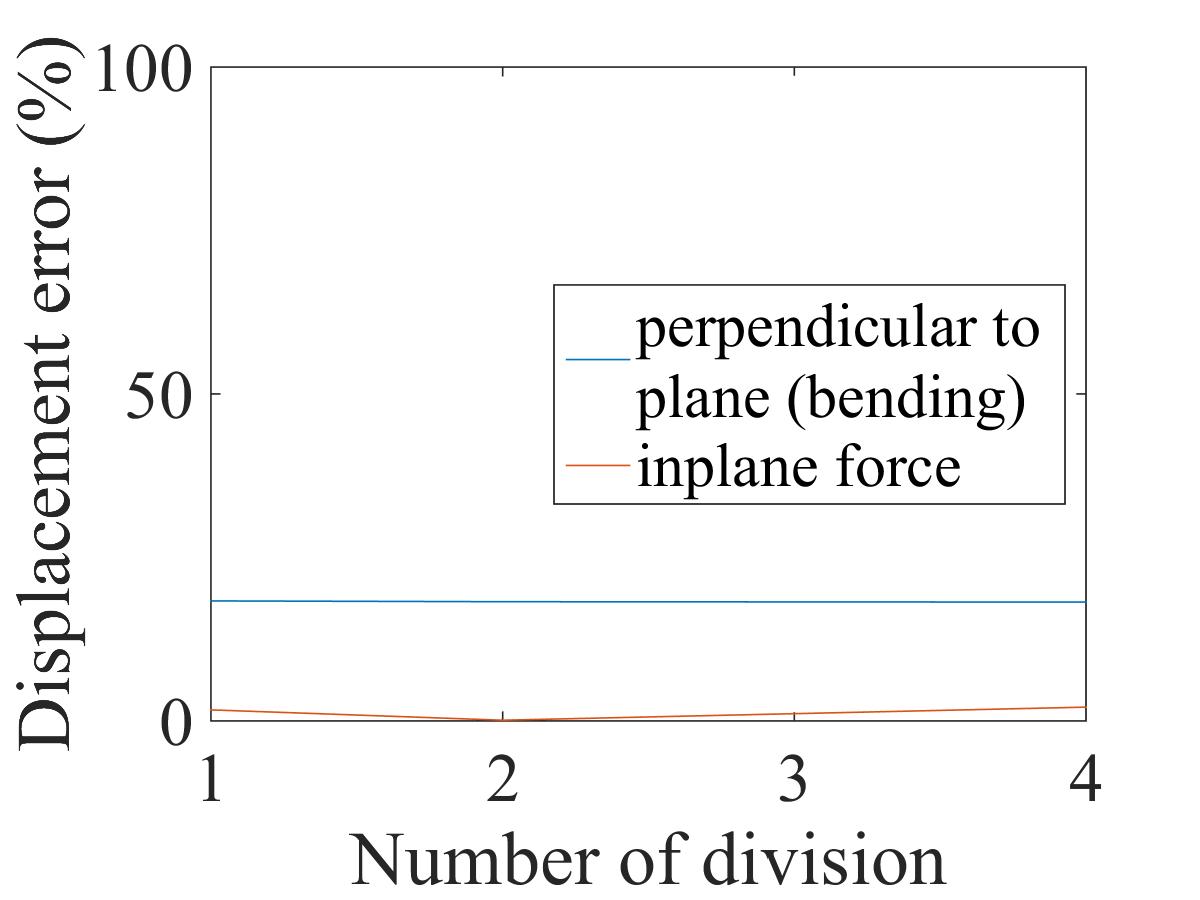 Displacement error (%)
100
50
0
perpendicular to
plane (bending)
inplane force
1 2 3 4
Number of division